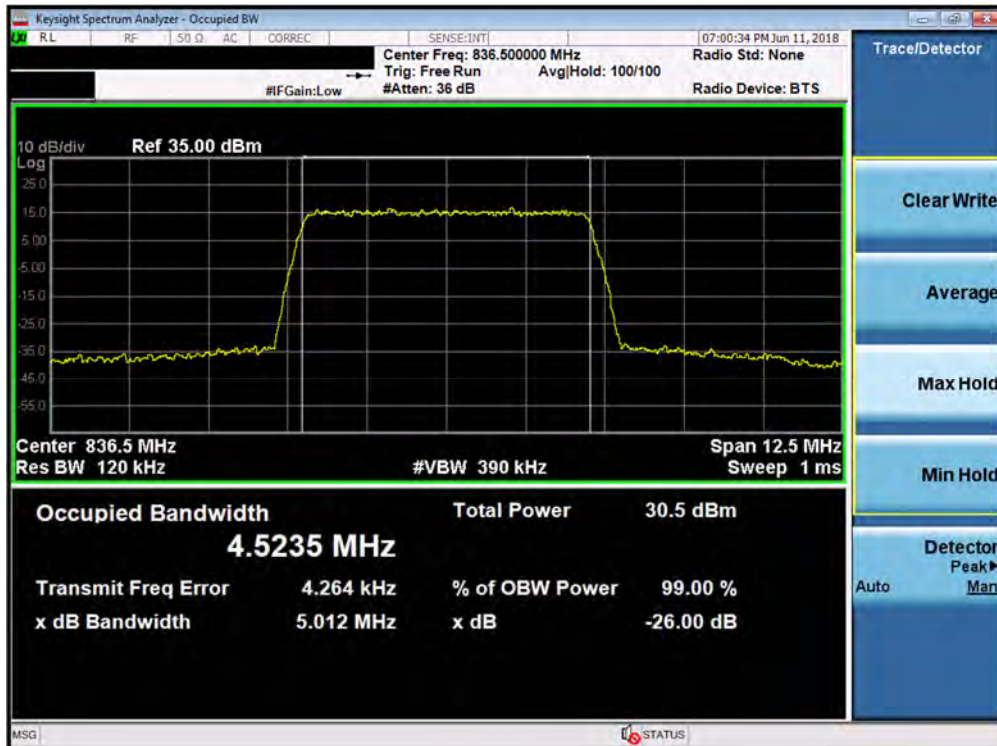 Keysight Spectrum Analyzer - Occupied BW
RL RF 50 Ω AC CORREC SENSE:INT 07:00:34 PM Jun 11, 2018
Center Freq: 836.500000 MHz Radio Std: None
Trig: Free Run Avg|Hold: 100/100
#IFGain:Low #Atten: 36 dB Radio Device: BTS
10 dB/div Ref 35.00 dBm
Log
25.0
15.0
5.00
-5.00
-15.0
-25.0
-35.0
-45.0
-55.0
Center 836.5 MHz Span 12.5 MHz
Res BW 120 kHz #VBW 390 kHz Sweep 1 ms
Occupied Bandwidth Total Power 30.5 dBm
4.5235 MHz
Transmit Freq Error 4.264 kHz % of OBW Power 99.00 %
x dB Bandwidth 5.012 MHz x dB -26.00 dB
Trace/Detector
Clear Write
Average
Max Hold
Min Hold
Detector
Peak▶
Auto Man
MSG STATUS